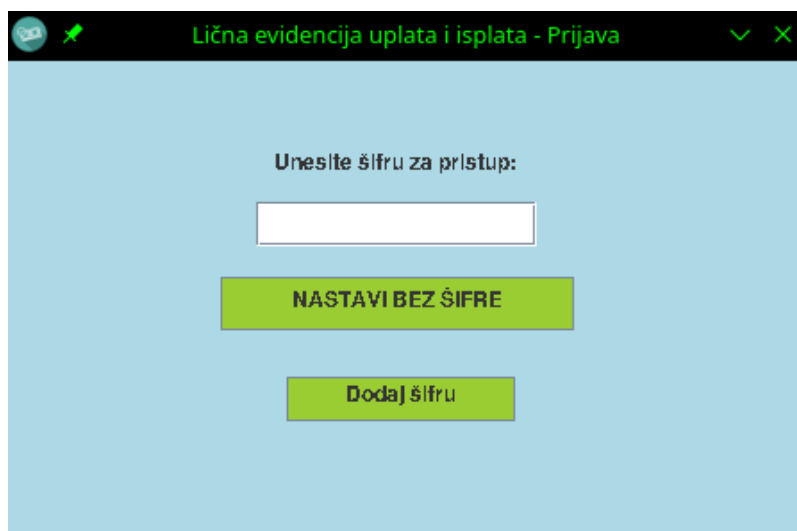 Lična evidencija uplata i isplata - Prijava
Unesite šifru za pristup:
NASTAVI BEZ ŠIFRE
Dodaj šifru